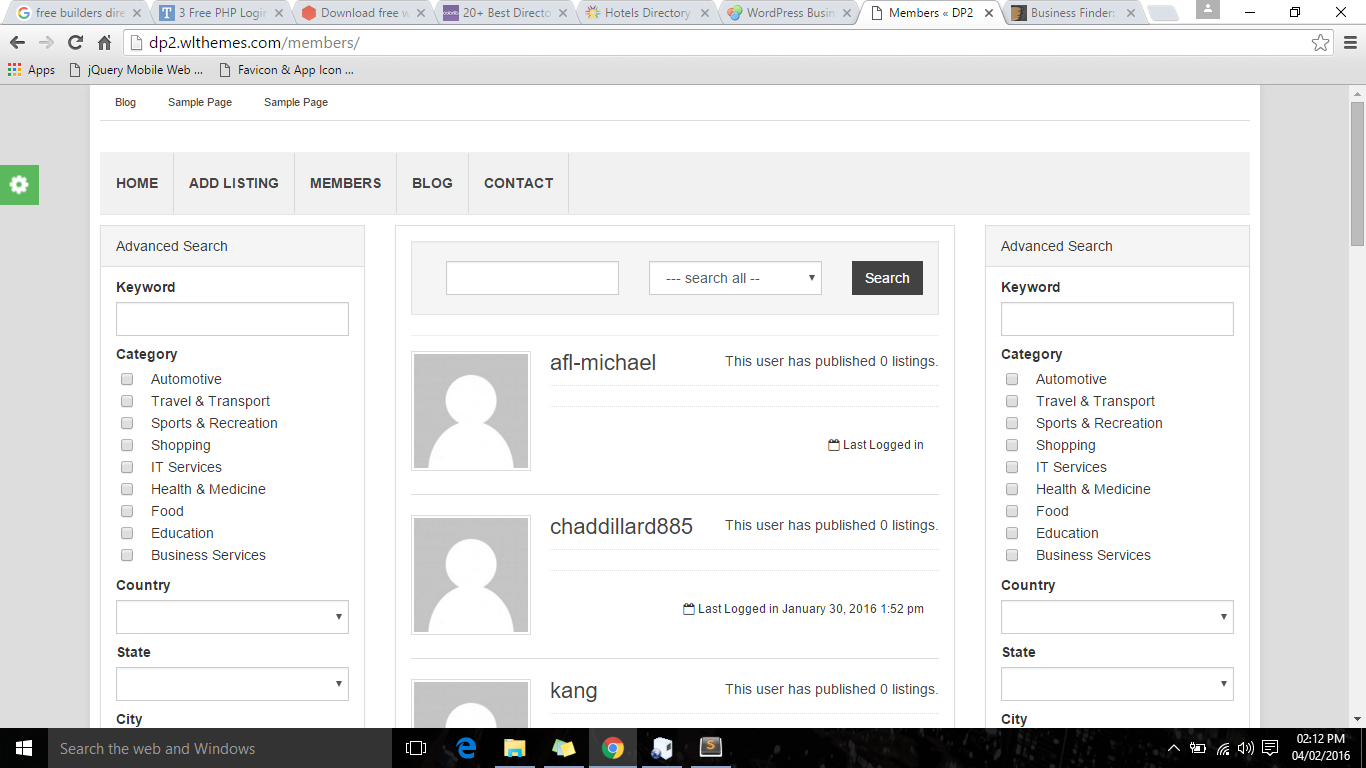 free builders dire
3 Free PHP Login
Download free w
20+ Best Directo
Hotels Directory
WordPress Busin
Members « DP2
Business Finder
dp2.wlthemes.com/members/
Apps
jQuery Mobile Web ...
Favicon & App Icon ...
Blog
Sample Page
Sample Page
HOME
ADD LISTING
MEMBERS
BLOG
CONTACT
Advanced Search
Keyword
Category
Automotive
Travel & Transport
Sports & Recreation
Shopping
IT Services
Health & Medicine
Food
Education
Business Services
Country
State
City
--- search all --
Search
afl-michael
This user has published 0 listings.
Last Logged in
chaddillard885
This user has published 0 listings.
Last Logged in January 30, 2016 1:52 pm
kang
This user has published 0 listings.
Advanced Search
Keyword
Category
Automotive
Travel & Transport
Sports & Recreation
Shopping
IT Services
Health & Medicine
Food
Education
Business Services
Country
State
City
Search the web and Windows
02:12 PM
04/02/2016